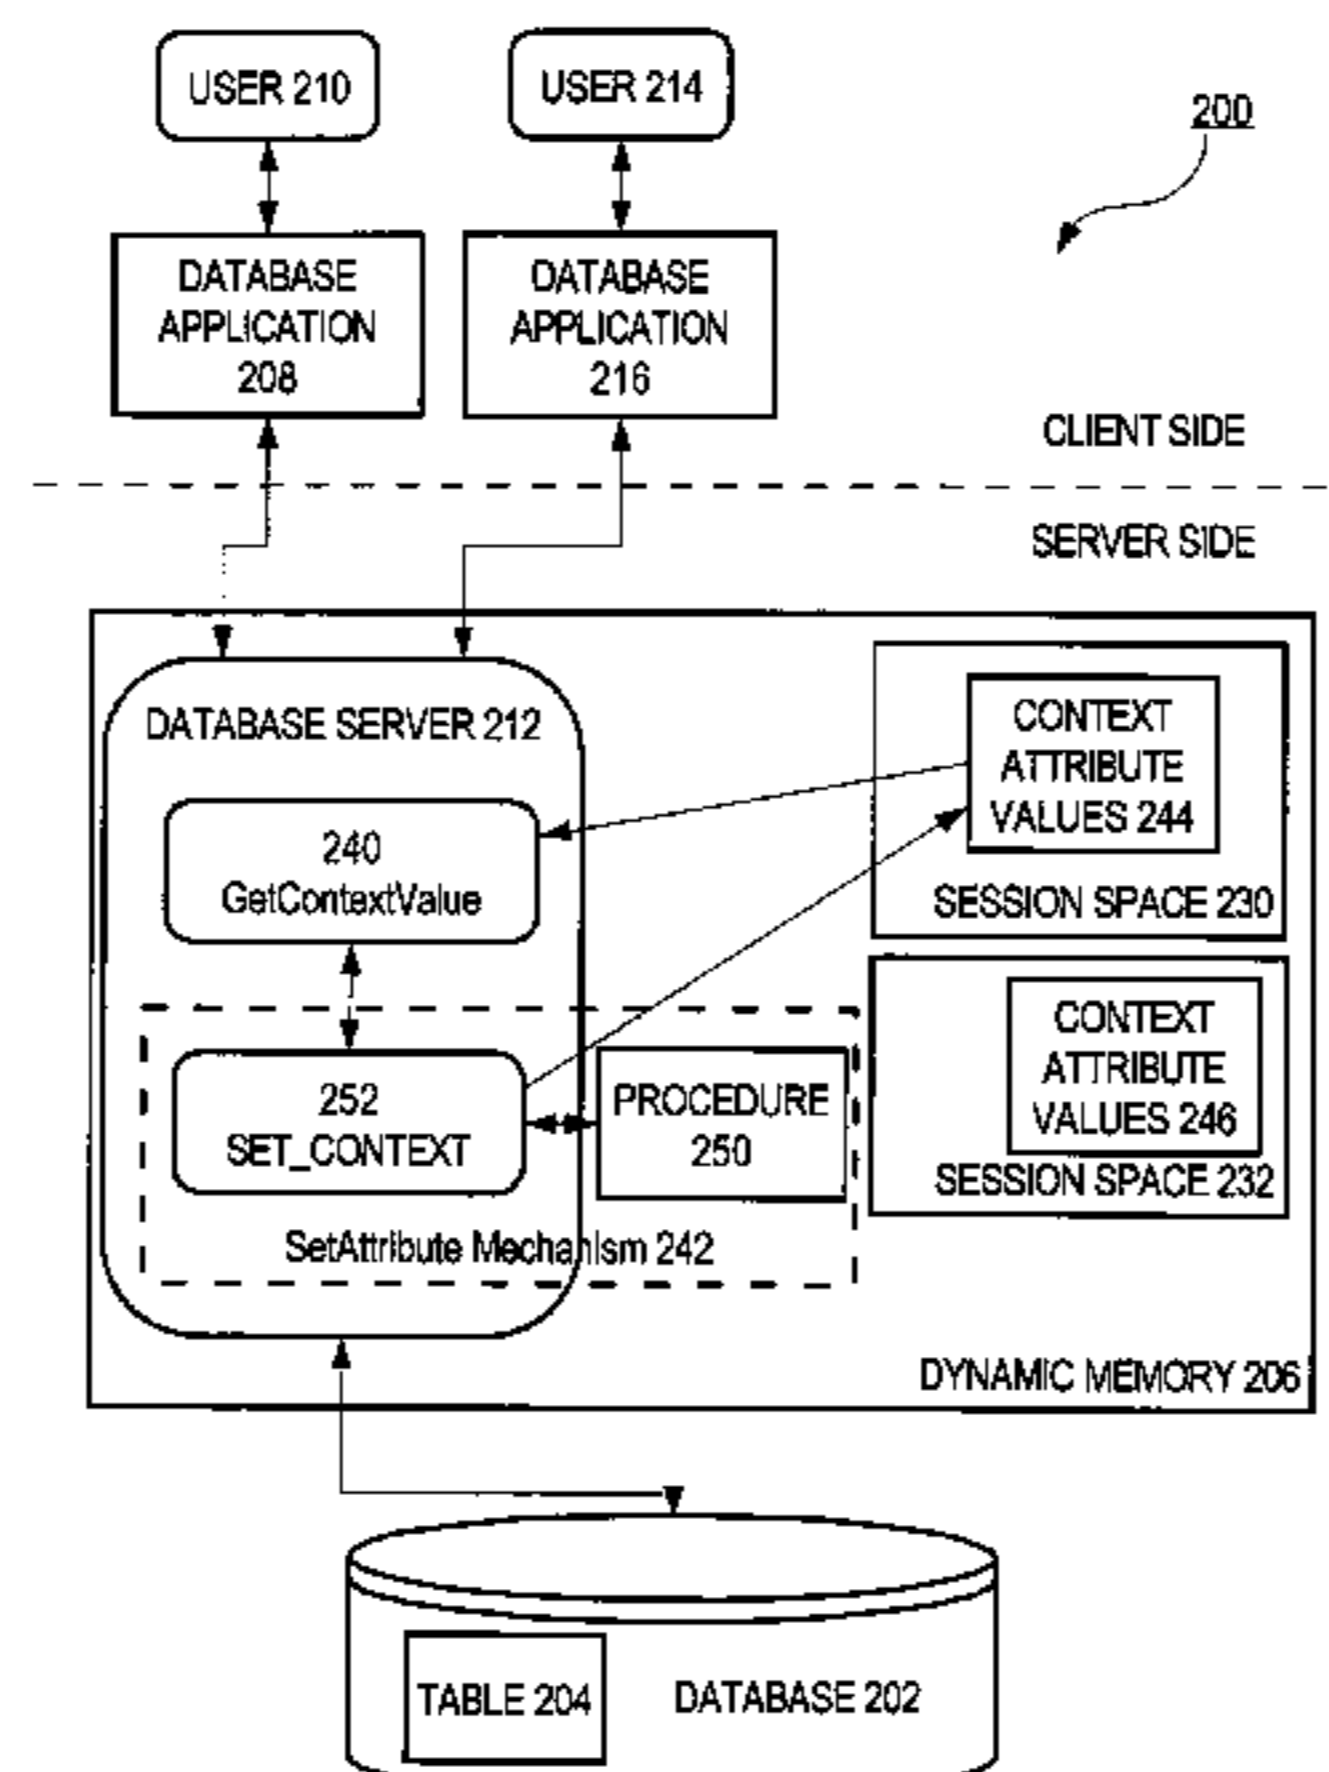 USER 210
USER 214
200
DATABASE
APPLICATION
208
DATABASE
APPLICATION
216
CLIENT SIDE
SERVER SIDE
DATABASE SERVER 212
CONTEXT
ATTRIBUTE
VALUES 244
SESSION SPACE 230
240
GetContextValue
CONTEXT
ATTRIBUTE
VALUES 246
SESSION SPACE 232
252
SET_CONTEXT
PROCEDURE
250
SetAttribute Mechanism 242
DYNAMIC MEMORY 206
TABLE 204
DATABASE 202